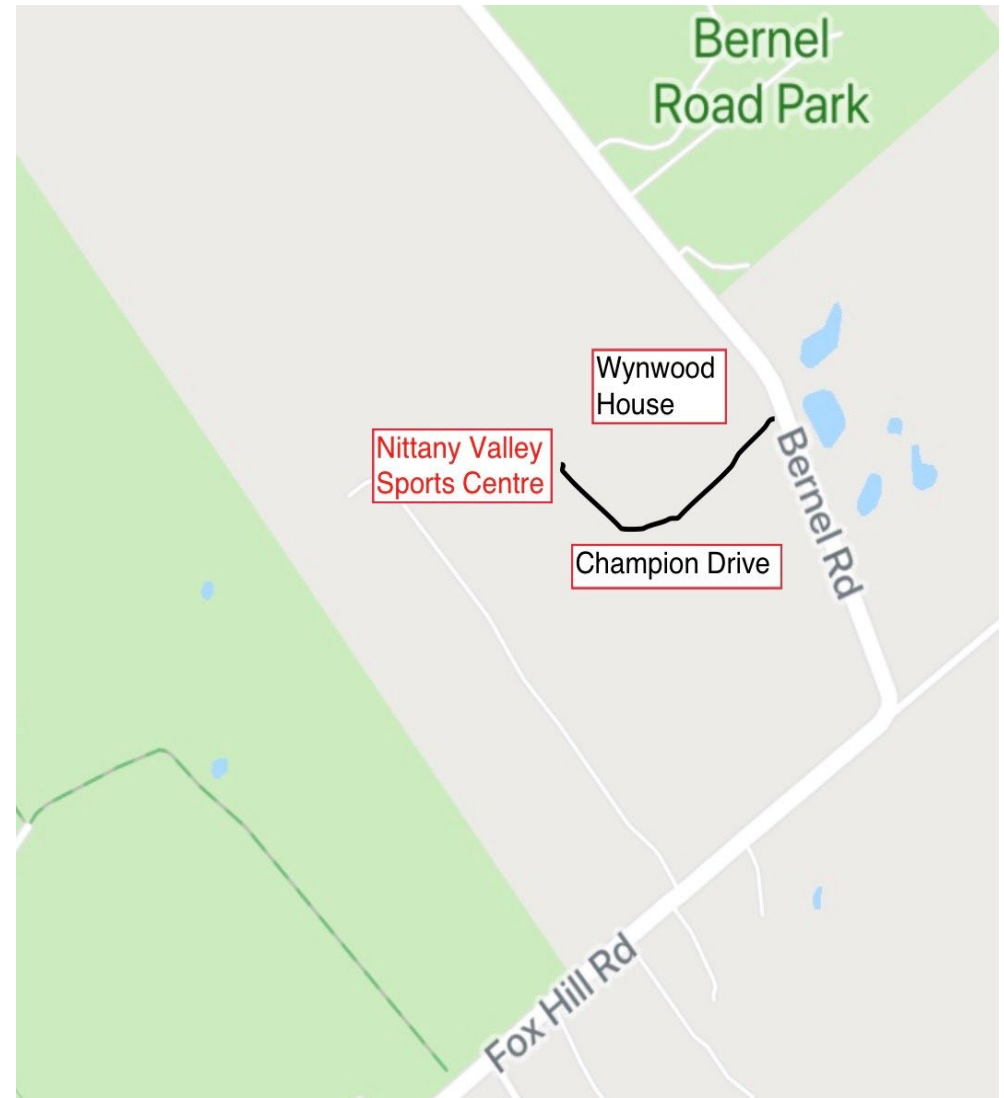 Bernel
Road Park
Wynwood
House
Nittany Valley
Sports Centre
Bernel Rd
Champion Drive
Fox Hill Rd